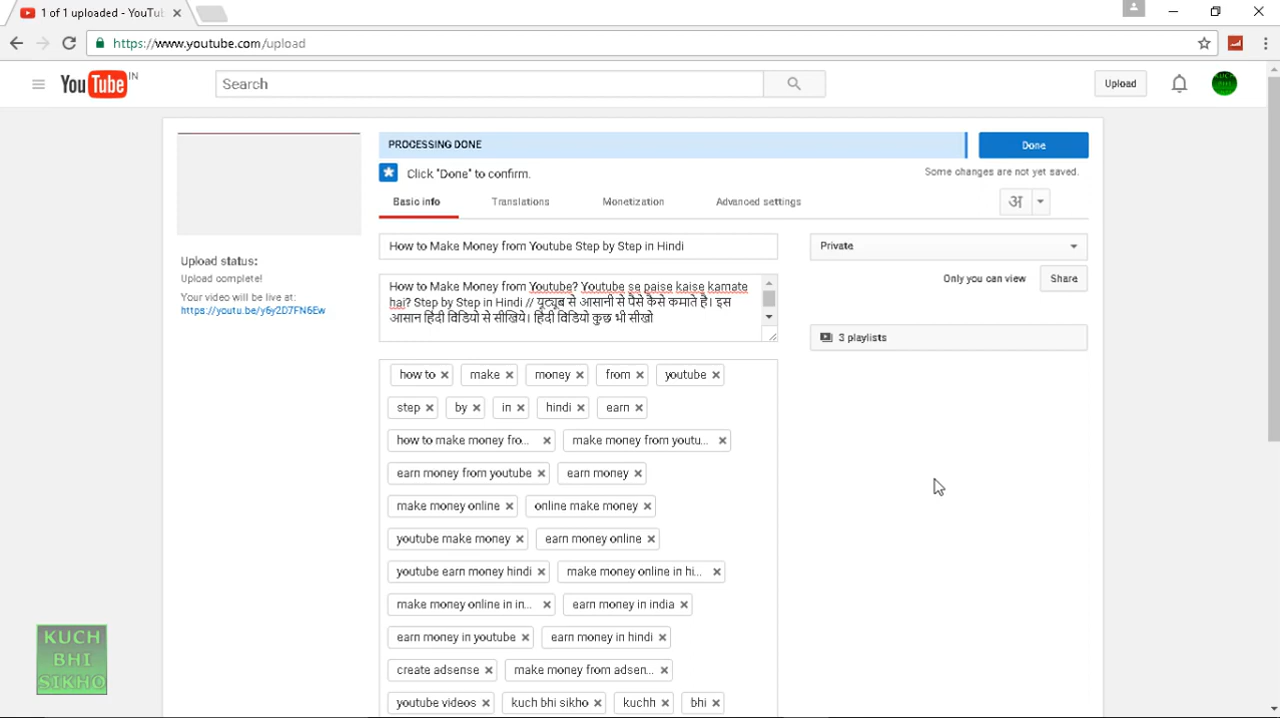 1 of 1 uploaded - YouTu
https://www.youtube.com/upload
YouTube IN
Search
Upload
KUCH BHI
PROCESSING DONE
Done
Click "Done" to confirm.
Some changes are not yet saved.
Basic info Translations Monetization Advanced settings
अ
How to Make Money from Youtube Step by Step in Hindi
Private
Upload status:
Upload complete!
Your video will be live at:
https://youtu.be/y6y2D7FN6Ew
How to Make Money from Youtube? Youtube se paise kaise kamate
hai? Step by Step in Hindi // यूट्यूब से आसानी से पैसे कैसे कमाते है। इस
आसान हिंदी विडियो से सीखिये। हिंदी विडियो कुछ भी सीखो
Only you can view
Share
3 playlists
how to make money from youtube
step by in hindi earn
how to make money fro... make money from youtu...
earn money from youtube earn money
make money online online make money
youtube make money earn money online
youtube earn money hindi make money online in hi...
make money online in in... earn money in india
earn money in youtube earn money in hindi
create adsense make money from adsen...
youtube videos kuch bhi sikho kuchh bhi
KUCH
BHI
SIKHO